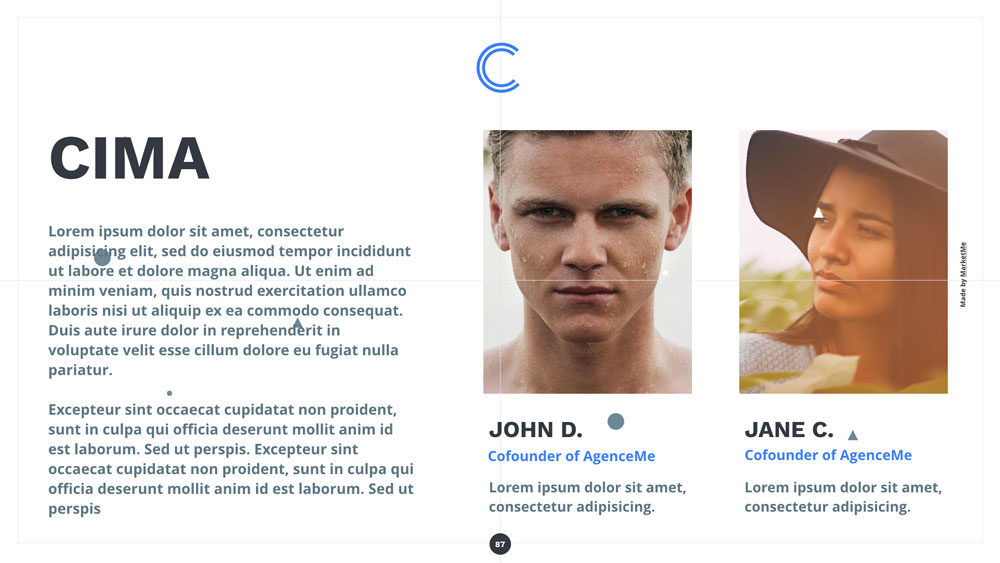 CIMA
Lorem ipsum dolor sit amet, consectetur
adipisicing elit, sed do eiusmod tempor incididunt
ut labore et dolore magna aliqua. Ut enim ad
minim veniam, quis nostrud exercitation ullamco
laboris nisi ut aliquip ex ea commodo consequat.
Duis aute irure dolor in reprehenderit in
voluptate velit esse cillum dolore eu fugiat nulla
pariatur.
Excepteur sint occaecat cupidatat non proident,
sunt in culpa qui officia deserunt mollit anim id
est laborum. Sed ut perspis. Excepteur sint
occaecat cupidatat non proident, sunt in culpa qui
officia deserunt mollit anim id est laborum. Sed ut
perspis
JOHN D.
Cofounder of AgenceMe
Lorem ipsum dolor sit amet,
consectetur adipisicing.
JANE C.
Cofounder of AgenceMe
Lorem ipsum dolor sit amet,
consectetur adipisicing.
Made by MarketMe
87